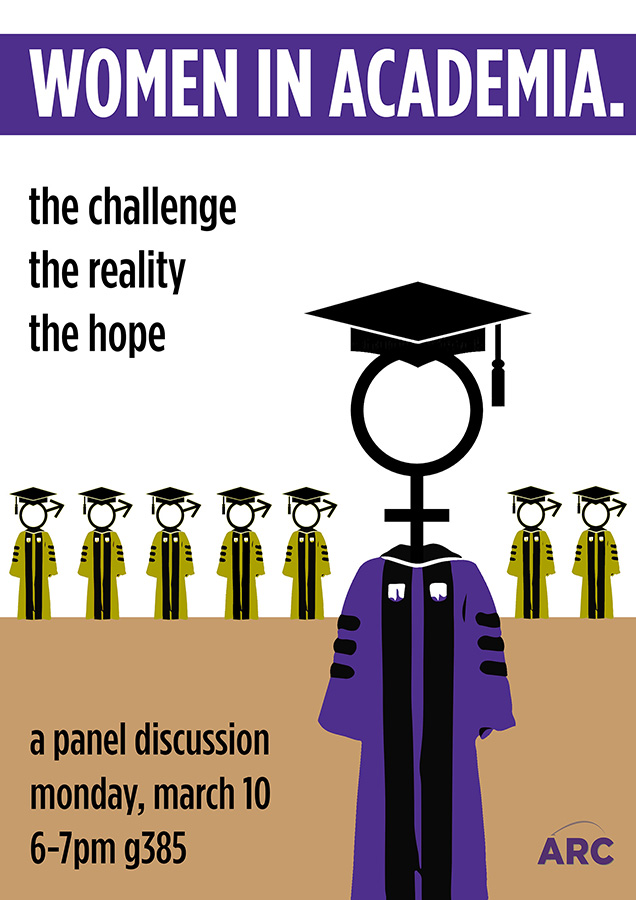 WOMEN IN ACADEMIA.
the challenge
the reality
the hope
a panel discussion
monday, march 10
6-7pm g385
ARC